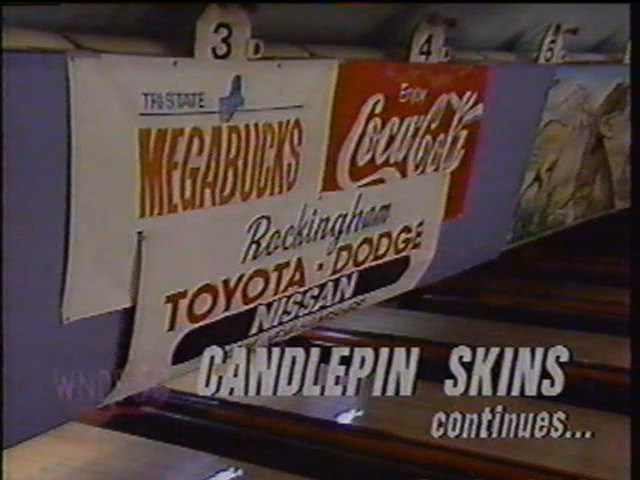 3
4
5
TRI-STATE
MEGABUCKS
Enjoy
Coca-Cola
Rockingham
TOYOTA · DODGE
NISSAN
CANDLEPIN SKINS
continues...